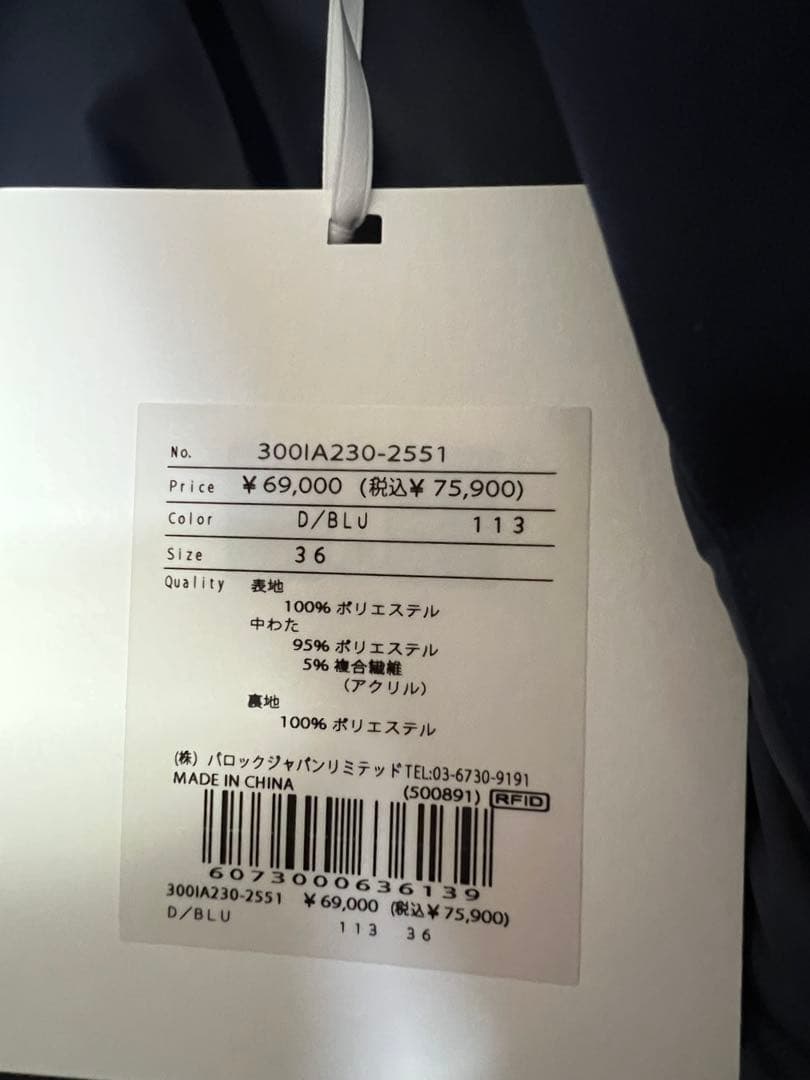 No. 300IA230-2551
Price ¥69,000 (税込¥75,900)
Color D/BLU 113
Size 36
Quality 表地
100% ポリエステル
中わた
95% ポリエステル
5% 複合繊維
(アクリル)
裏地
100% ポリエステル
(株) バロックジャパンリミテッド TEL:03-6730-9191
MADE IN CHINA (500891) RFID
6073000636139
300IA230-2551 ¥69,000 (税込¥75,900)
D/BLU 113 36